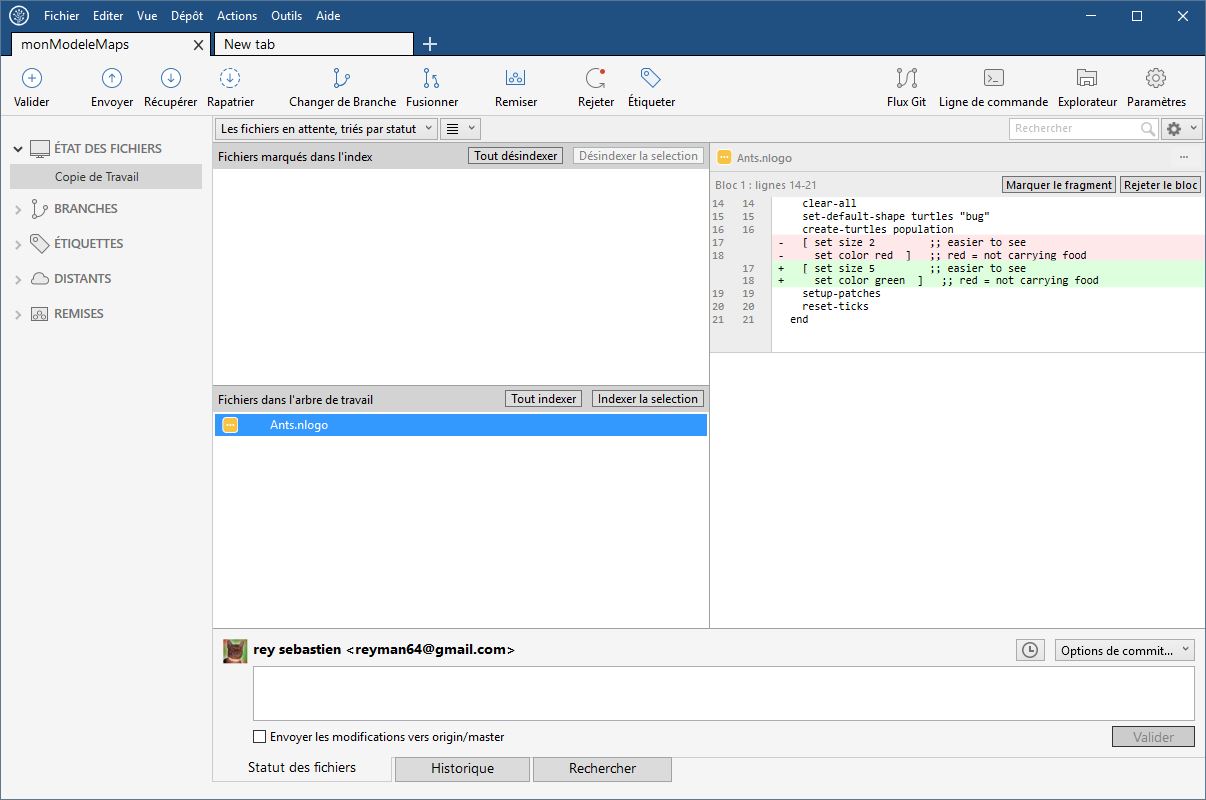 Fichier Editer Vue Dépôt Actions Outils Aide
monModeleMaps
New tab
Valider Envoyer Récupérer Rapatrier Changer de Branche Fusionner Remiser Rejeter Étiqueter Flux Git Ligne de commande Explorateur Paramètres
ÉTAT DES FICHIERS
Copie de Travail
BRANCHES
ÉTIQUETTES
DISTANTS
REMISES
Les fichiers en attente, triés par statut
Rechercher
Fichiers marqués dans l'index Tout désindexer Désindexer la selection
Fichiers dans l'arbre de travail Tout indexer Indexer la selection
Ants.nlogo
Ants.nlogo
Bloc 1 : lignes 14-21 Marquer le fragment Rejeter le bloc
14 14 clear-all
15 15 set-default-shape turtles "bug"
16 16 create-turtles population
17 - [ set size 2 ;; easier to see
18 - set color red ] ;; red = not carrying food
17 + [ set size 5 ;; easier to see
18 + set color green ] ;; red = not carrying food
19 19 setup-patches
20 20 reset-ticks
21 21 end
rey sebastien <reyman64@gmail.com>
Options de commit...
Envoyer les modifications vers origin/master
Valider
Statut des fichiers Historique Rechercher